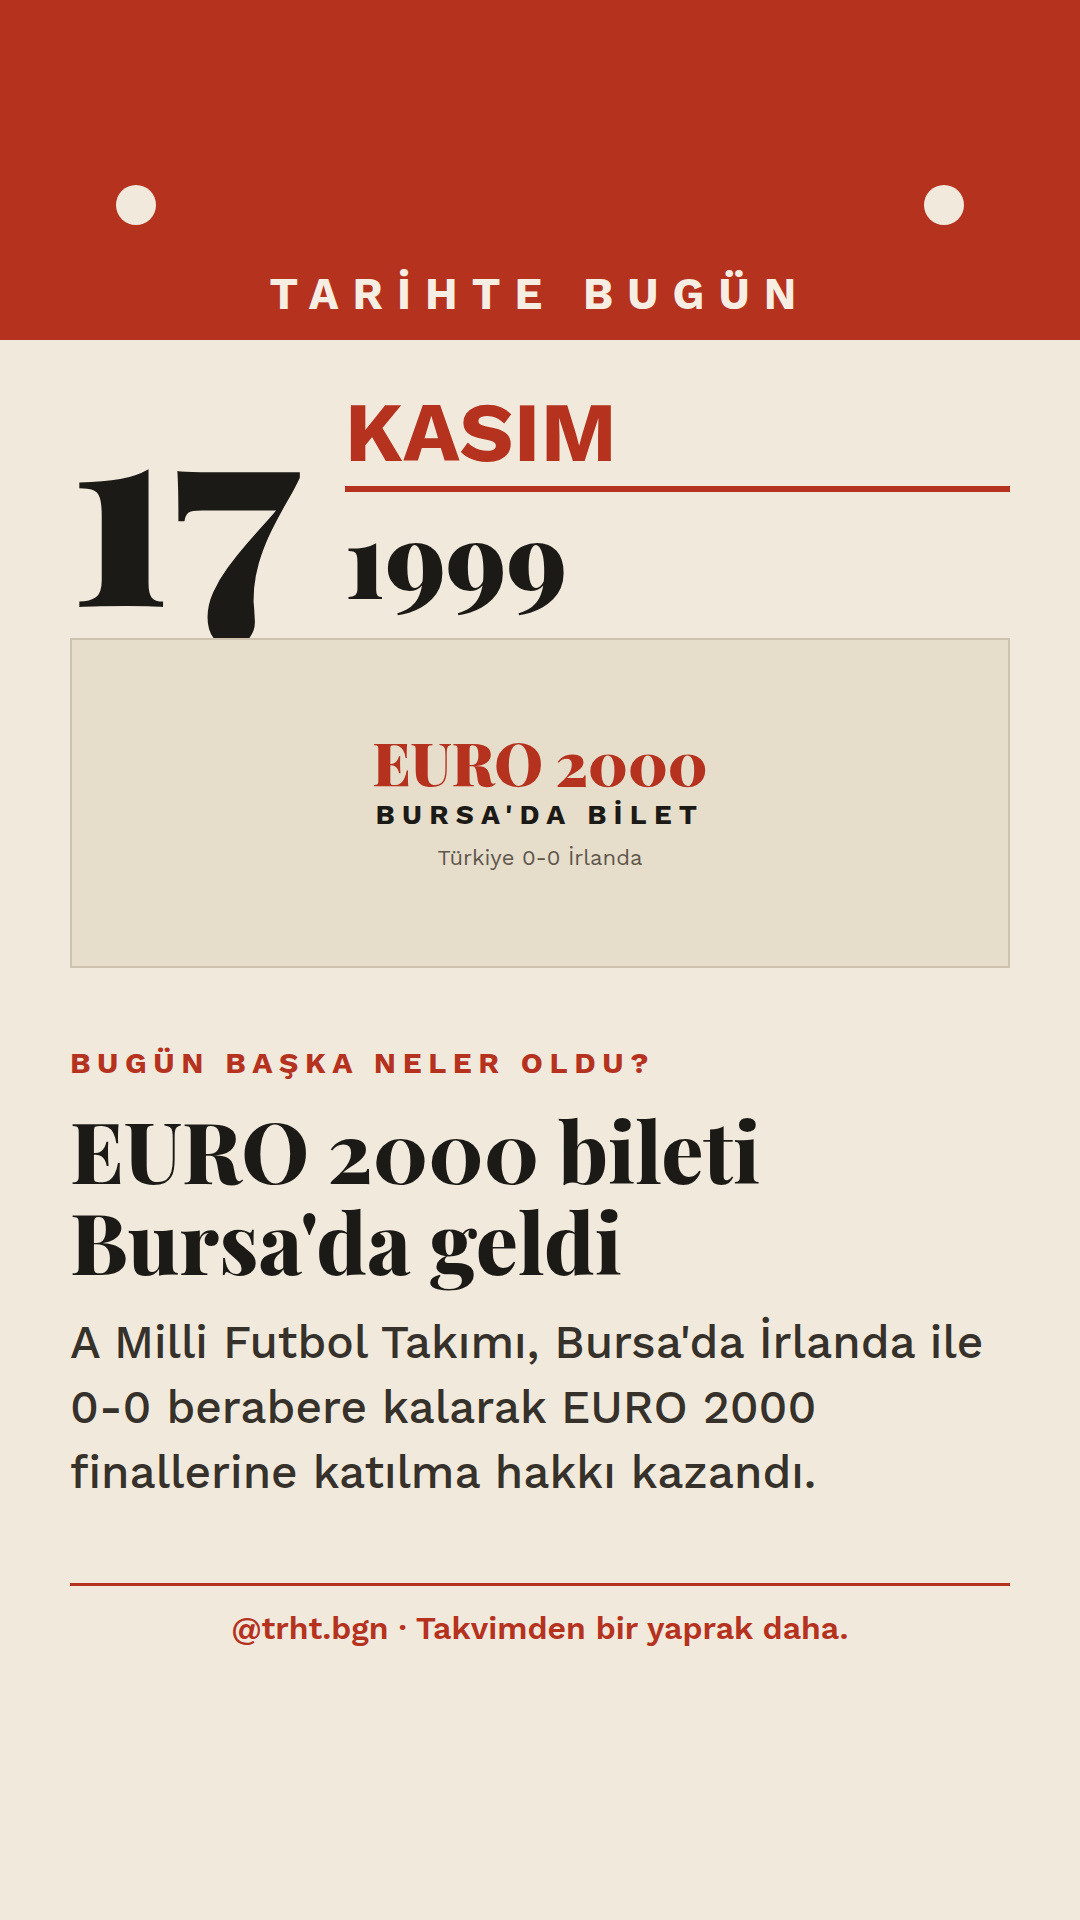 TARİHTE BUGÜN
17
KASIM
1999
EURO 2000
BURSA'DA BİLET
Türkiye 0-0 İrlanda
BUGÜN BAŞKA NELER OLDU?
EURO 2000 bileti
Bursa'da geldi
A Milli Futbol Takımı, Bursa'da İrlanda ile
0-0 berabere kalarak EURO 2000
finallerine katılma hakkı kazandı.
@trht.bgn · Takvimden bir yaprak daha.